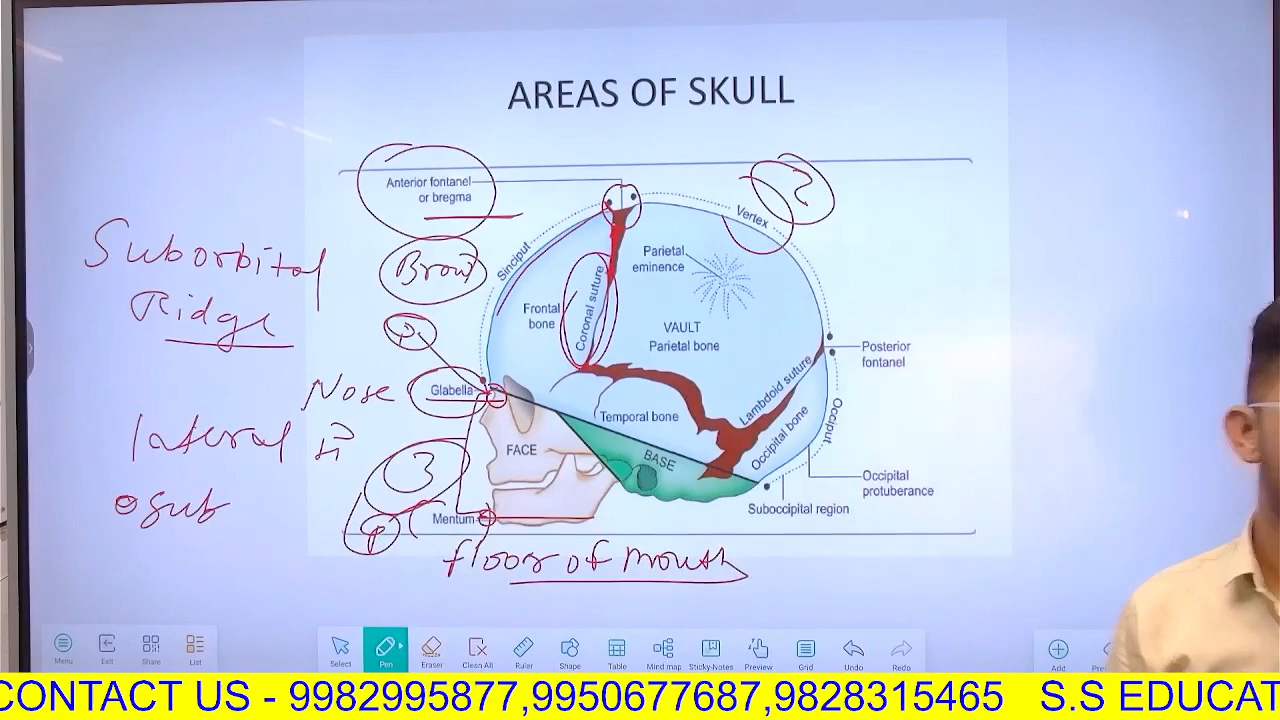 AREAS OF SKULL
Anterior fontanel
or bregma
Vertex
Sinciput
Parietal
eminence
Suborbital
Ridge
Brow
Frontal
bone
Coronal suture
VAULT
Parietal bone
Posterior
fontanel
Nose
Glabella
Lambdoid suture
Temporal bone
Occipital bone
Occiput
lateral
FACE
BASE
3
Occipital
protuberance
sub
Mentum
Suboccipital region
floor of mouth
Menu
Exit
Share
List
Select
Pen
Eraser
Clean All
Ruler
Shape
Table
Mind map
Sticky-Notes
Preview
Grid
Undo
Redo
Add
CONTACT US - 9982995877,9950677687,9828315465 S.S EDUCAT